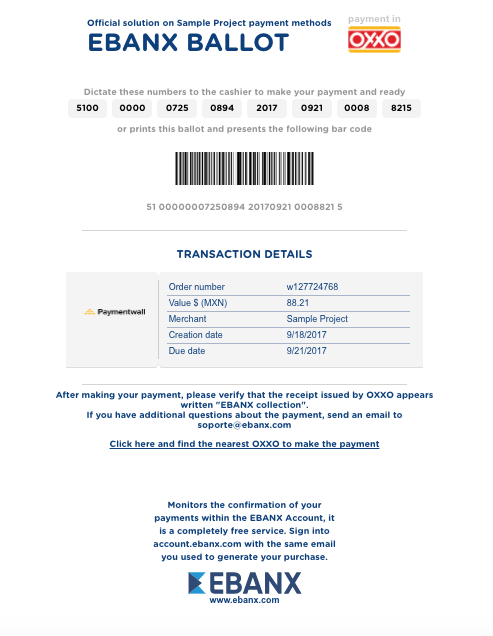 Official solution on Sample Project payment methods
payment in
EBANX BALLOT
OXXO
Dictate these numbers to the cashier to make your payment and ready
5100 0000 0725 0894 2017 0921 0008 8215
or prints this ballot and presents the following bar code
51 00000007250894 20170921 0008821 5
TRANSACTION DETAILS
Paymentwall
Order number w127724768
Value $ (MXN) 88.21
Merchant Sample Project
Creation date 9/18/2017
Due date 9/21/2017
After making your payment, please verify that the receipt issued by OXXO appears
written "EBANX collection".
If you have additional questions about the payment, send an email to
soporte@ebanx.com
Click here and find the nearest OXXO to make the payment
Monitors the confirmation of your
payments within the EBANX Account, it
is a completely free service. Sign into
account.ebanx.com with the same email
you used to generate your purchase.
EBANX
www.ebanx.com